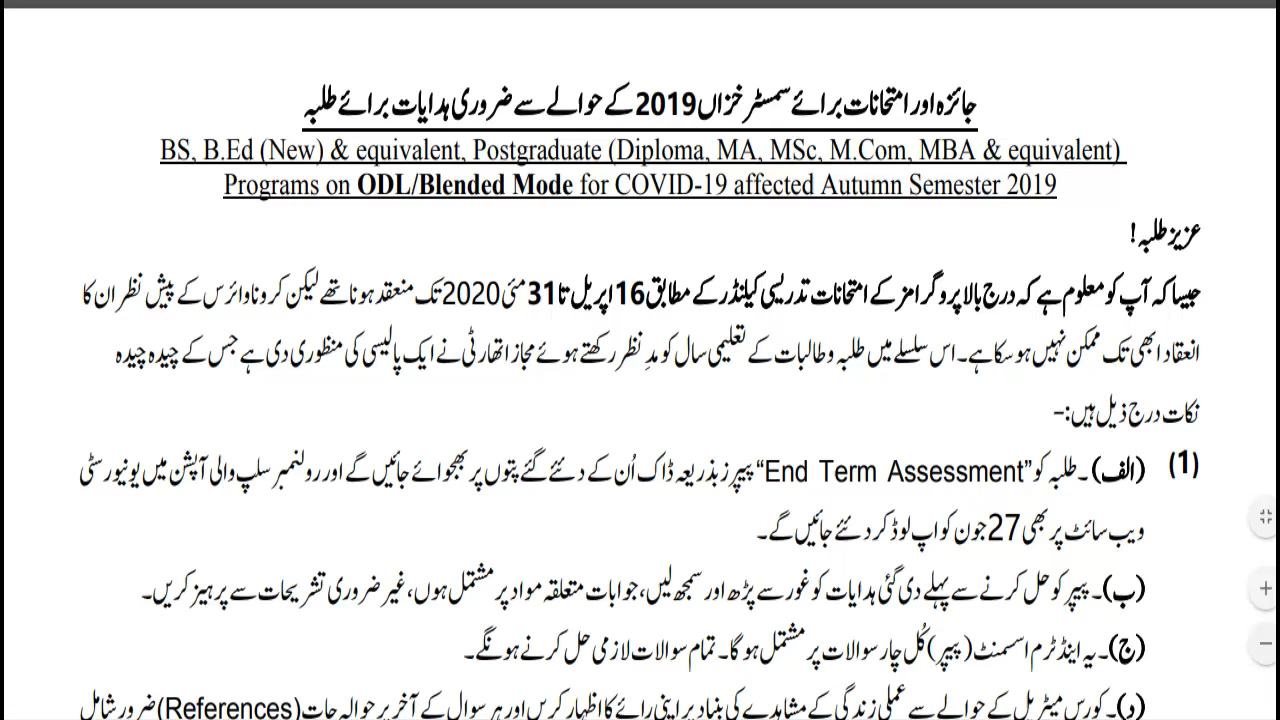 جائزہ اور امتحانات برائے سمسٹر خزاں 2019 کے حوالے سے ضروری ہدایات برائے طلبہ
BS, B.Ed (New) & equivalent, Postgraduate (Diploma, MA, MSc, M.Com, MBA & equivalent)
Programs on ODL/Blended Mode for COVID-19 affected Autumn Semester 2019
عزیز طلبہ !
جیسا کہ آپ کو معلوم ہے کہ درج بالا پروگرامز کے امتحانات تدریسی کیلنڈر کے مطابق 16 اپریل تا 31 مئی 2020 تک منعقد ہونا تھے لیکن کرونا وائرس کے پیش نظر ان کا
انعقاد ابھی تک ممکن نہیں ہو سکا ہے۔ اس سلسلے میں طلبہ و طالبات کے تعلیمی سال کو مدِ نظر رکھتے ہوئے مجاز اتھارٹی نے ایک پالیسی کی منظوری دی ہے جس کے چیدہ چیدہ
نکات درج ذیل ہیں:-
(1) (الف)۔ طلبہ کو “End Term Assessment” پیپرز بذریعہ ڈاک اُن کے دئے گئے پتوں پر بھجوائے جائیں گے اور رولنمبر سلپ والی آپشن میں یونیورسٹی
ویب سائٹ پر بھی 27 جون کو اپ لوڈ کر دئے جائیں گے۔
(ب)۔ پیپر کو حل کرنے سے پہلے دی گئی ہدایات کو غور سے پڑھ اور سمجھ لیں، جوابات متعلقہ مواد پر مشتمل ہوں، غیر ضروری تشریحات سے پرہیز کریں۔
(ج)۔ یہ اینڈ ٹرم اسسمنٹ (پیپر) کُل چار سوالات پر مشتمل ہو گا۔ تمام سوالات لازمی حل کرنے ہونگے۔
(د)۔ کورس میٹریل کے حوالے سے عملی زندگی کے مشاہدے کی بنیاد پر اپنی رائے کا اظہار کریں اور ہر سوال کے آخر پر حوالہ جات (References) ضرور شامل